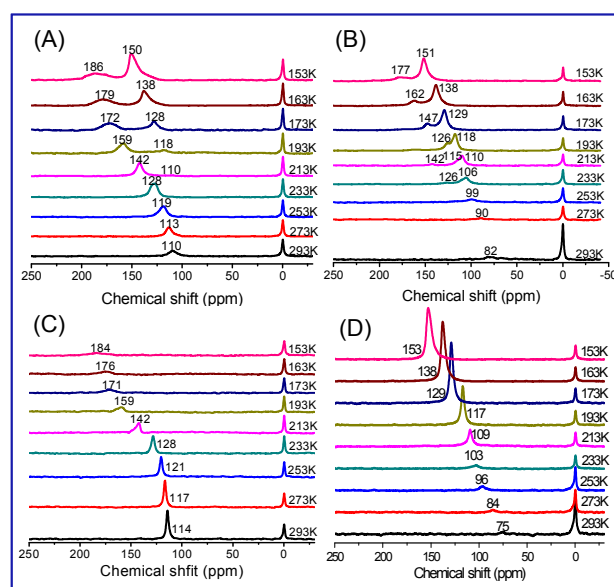 (A)
150
186
153K
179
138
163K
172
128
173K
159
118
193K
142
110
213K
128
233K
119
253K
113
273K
110
293K
250 200 150 100 50 0
Chemical shift (ppm)
(B)
151
177
153K
162
138
163K
147
129
173K
126
118
193K
142
115
110
213K
126
106
233K
99
253K
90
273K
82
293K
250 200 150 100 50 0 -50
Chemical shift (ppm)
(C)
184
153K
176
163K
171
173K
159
193K
142
213K
128
233K
121
253K
117
273K
114
293K
250 200 150 100 50 0
Chemical shfit (ppm)
(D)
153
153K
138
163K
129
173K
117
193K
109
213K
103
233K
96
253K
84
273K
75
293K
250 200 150 100 50 0
Chemical shift (ppm)